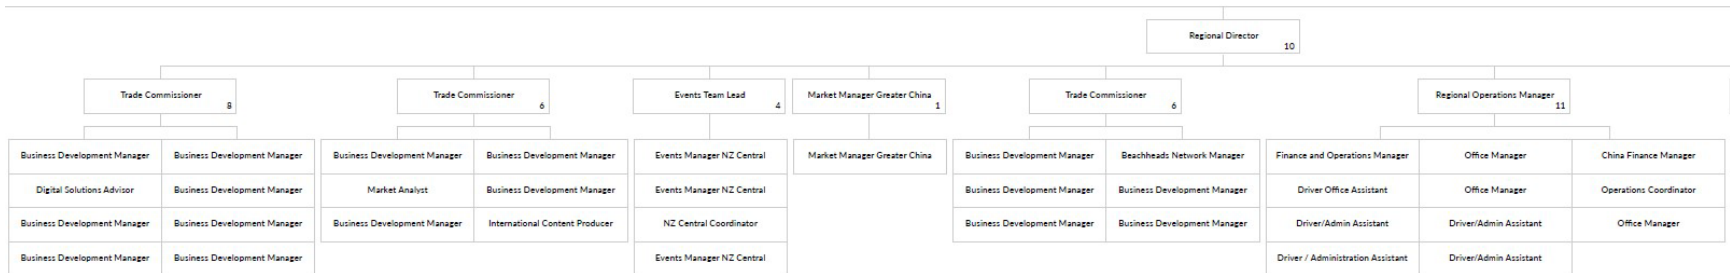 Regional Director
10
Trade Commissioner
8
Trade Commissioner
6
Events Team Lead
4
Market Manager Greater China
1
Trade Commissioner
6
Regional Operations Manager
11
Business Development Manager
Business Development Manager
Business Development Manager
Business Development Manager
Events Manager NZ Central
Market Manager Greater China
Business Development Manager
Beachheads Network Manager
Finance and Operations Manager
Office Manager
China Finance Manager
Digital Solutions Advisor
Business Development Manager
Market Analyst
Business Development Manager
Events Manager NZ Central
Business Development Manager
Business Development Manager
Driver Office Assistant
Office Manager
Operations Coordinator
Business Development Manager
Business Development Manager
Business Development Manager
International Content Producer
NZ Central Coordinator
Business Development Manager
Business Development Manager
Driver/Admin Assistant
Driver/Admin Assistant
Office Manager
Business Development Manager
Business Development Manager
Events Manager NZ Central
Driver / Administration Assistant
Driver/Admin Assistant